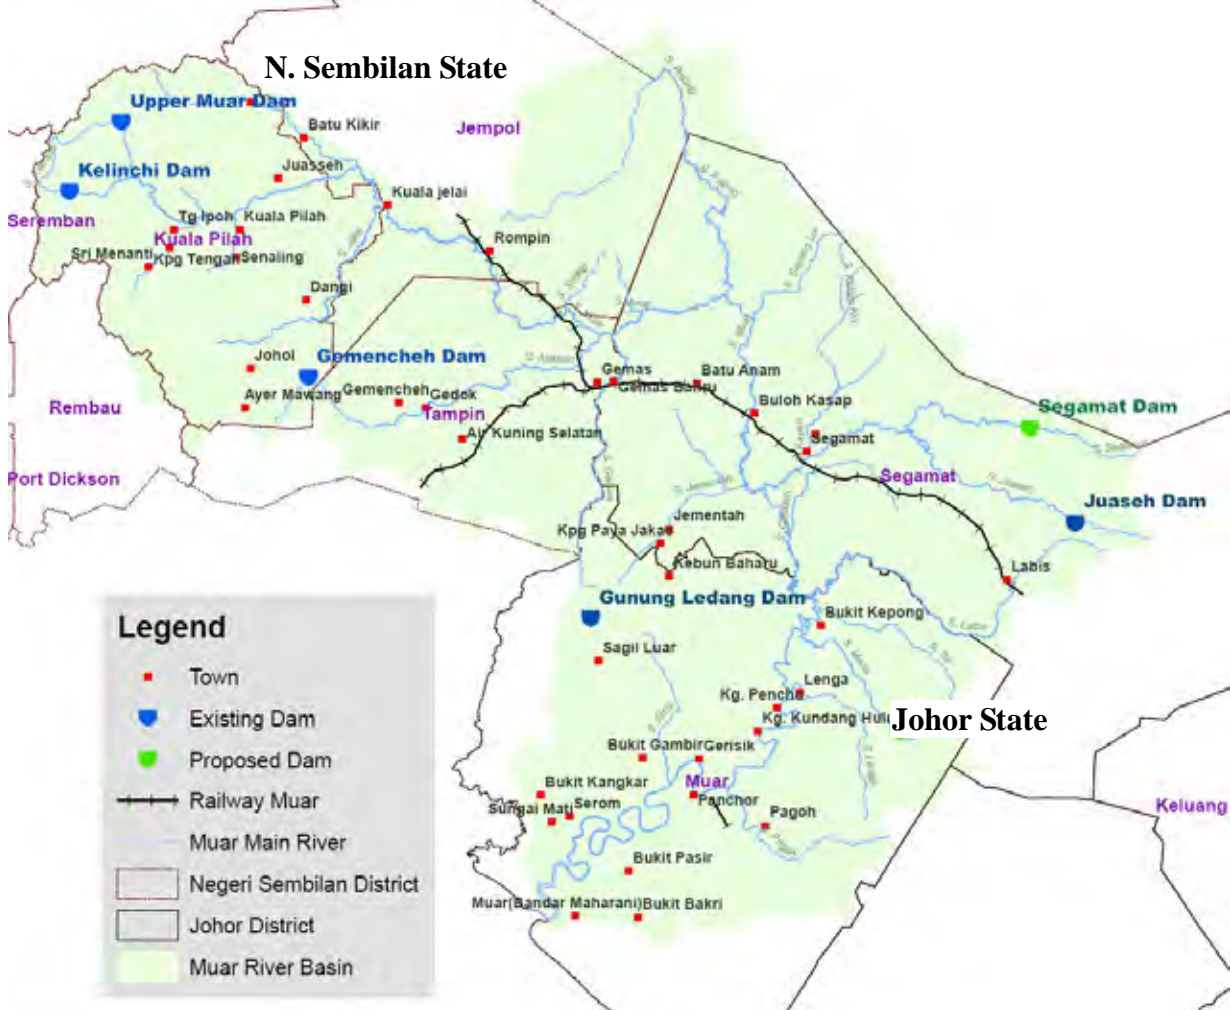 N. Sembilan State
Upper Muar Dam
Batu Kikir
Jempol
Kelinchi Dam
Juasseh
Kuala jelai
Seremban
Tg Ipoh
Kuala Pilah
Kuala Pilah
Rompin
Sri Menanti
Kpg Tengah
Senaling
Dangi
Johol
Gemencheh Dam
Gemas
Gemas Bahru
Batu Anam
Ayer Mawang
Gemencheh
Gedok
Tampin
Buloh Kasap
Rembau
Segamat Dam
Air Kuning Selatan
Segamat
Port Dickson
Segamat
Juaseh Dam
Jementah
Kpg Paya Jakas
Kebun Baharu
Labis
Gunung Ledang Dam
Bukit Kepong
S. Labis
Sagil Luar
Lenga
Kg. Penchu
Kg. Kundang Hulu
Johor State
Bukit Gambir
Gerisik
Muar
Bukit Kangkar
Panchor
Sungai Mati
Serom
Pagoh
Keluang
Bukit Pasir
Muar(Bandar Maharani)
Bukit Bakri
Legend
Town
Existing Dam
Proposed Dam
Railway Muar
Muar Main River
Negeri Sembilan District
Johor District
Muar River Basin